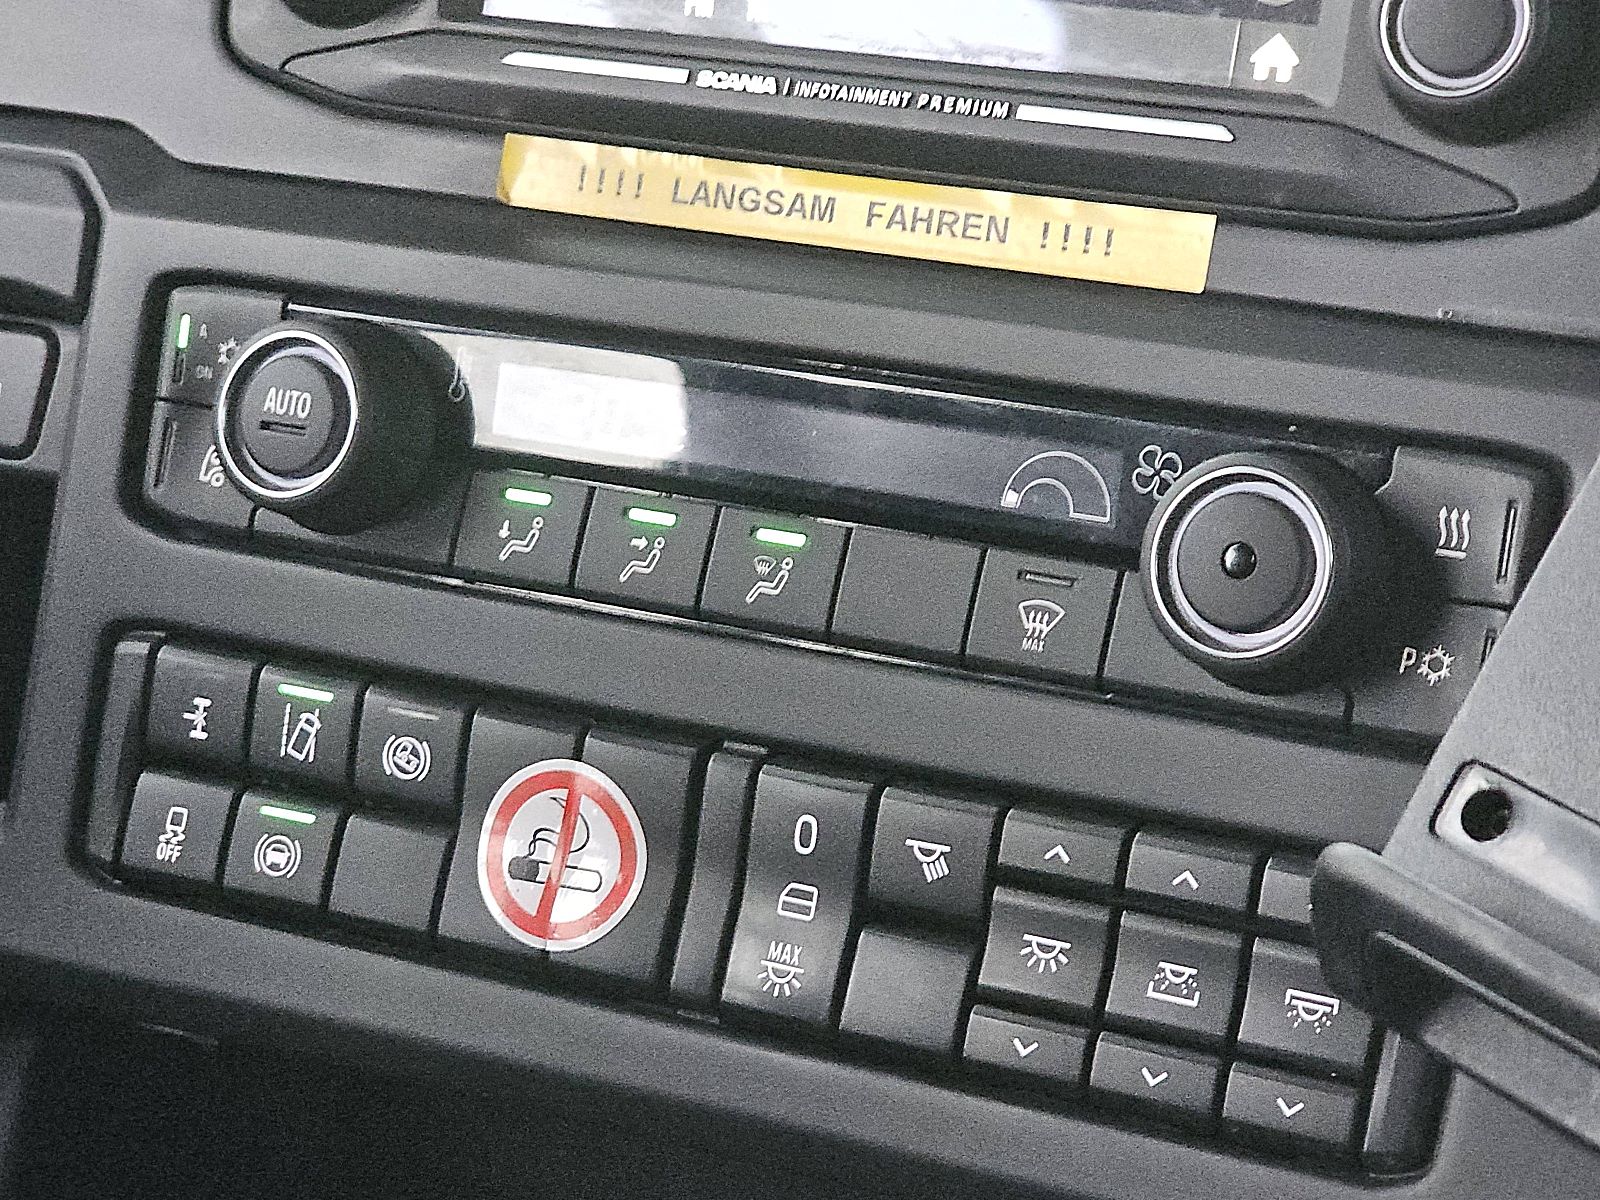 SCANIA | INFOTAINMENT PREMIUM
!!!! LANGSAM FAHREN !!!!
A
ON
AUTO
MAX
P
OFF
0
MAX